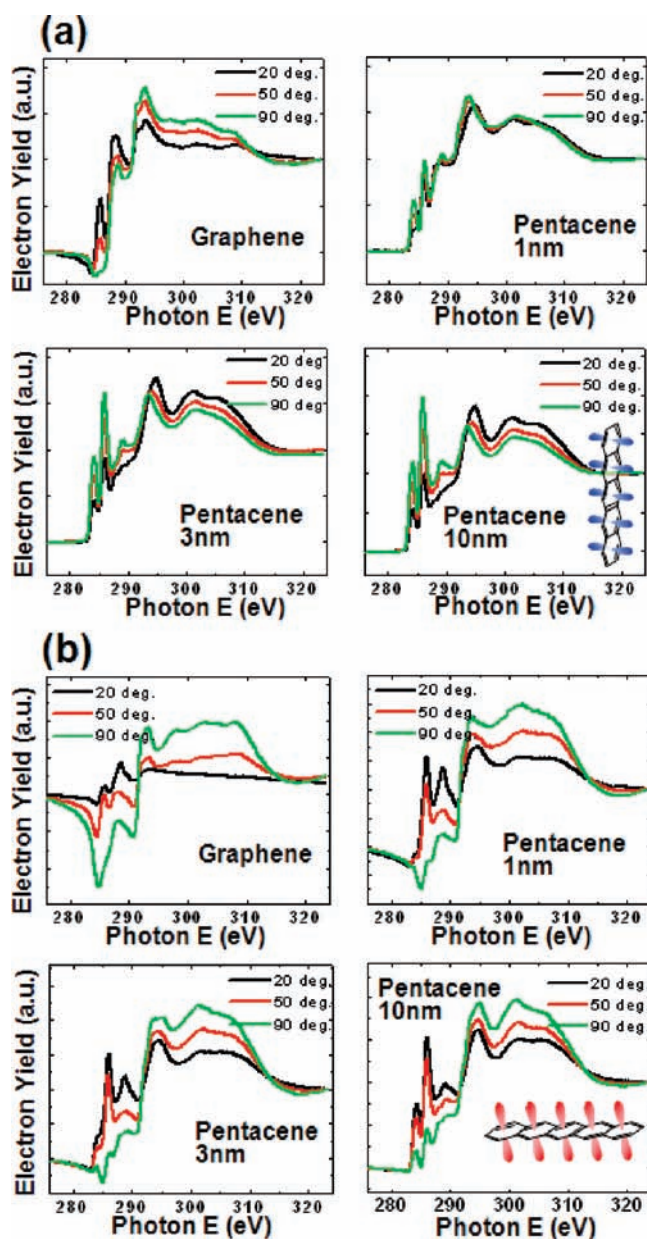 (a)
Electron Yield (a.u.)
20 deg.
50 deg.
90 deg.
Graphene
280 290 300 310 320
Photon E (eV)
20 deg.
50 deg.
90 deg.
Pentacene
1nm
280 290 300 310 320
Photon E (eV)
Electron Yield (a.u.)
20 deg.
50 deg.
90 deg
Pentacene
3nm
280 290 300 310 320
Photon E (eV)
20 deg.
50 deg.
90 deg.
Pentacene
10nm
280 290 300 310 320
Photon E (eV)
(b)
Electron Yield (a.u.)
20 deg.
50 deg.
90 deg.
Graphene
280 290 300 310 320
Photon E (eV)
20 deg.
50 deg.
90 deg.
Pentacene
1nm
280 290 300 310 320
Photon E (eV)
Electron Yield (a.u.)
20 deg.
50 deg.
90 deg.
Pentacene
3nm
280 290 300 310 320
Photon E (eV)
Pentacene
10nm
20 deg.
50 deg.
90 deg.
280 290 300 310 320
Photon E (eV)